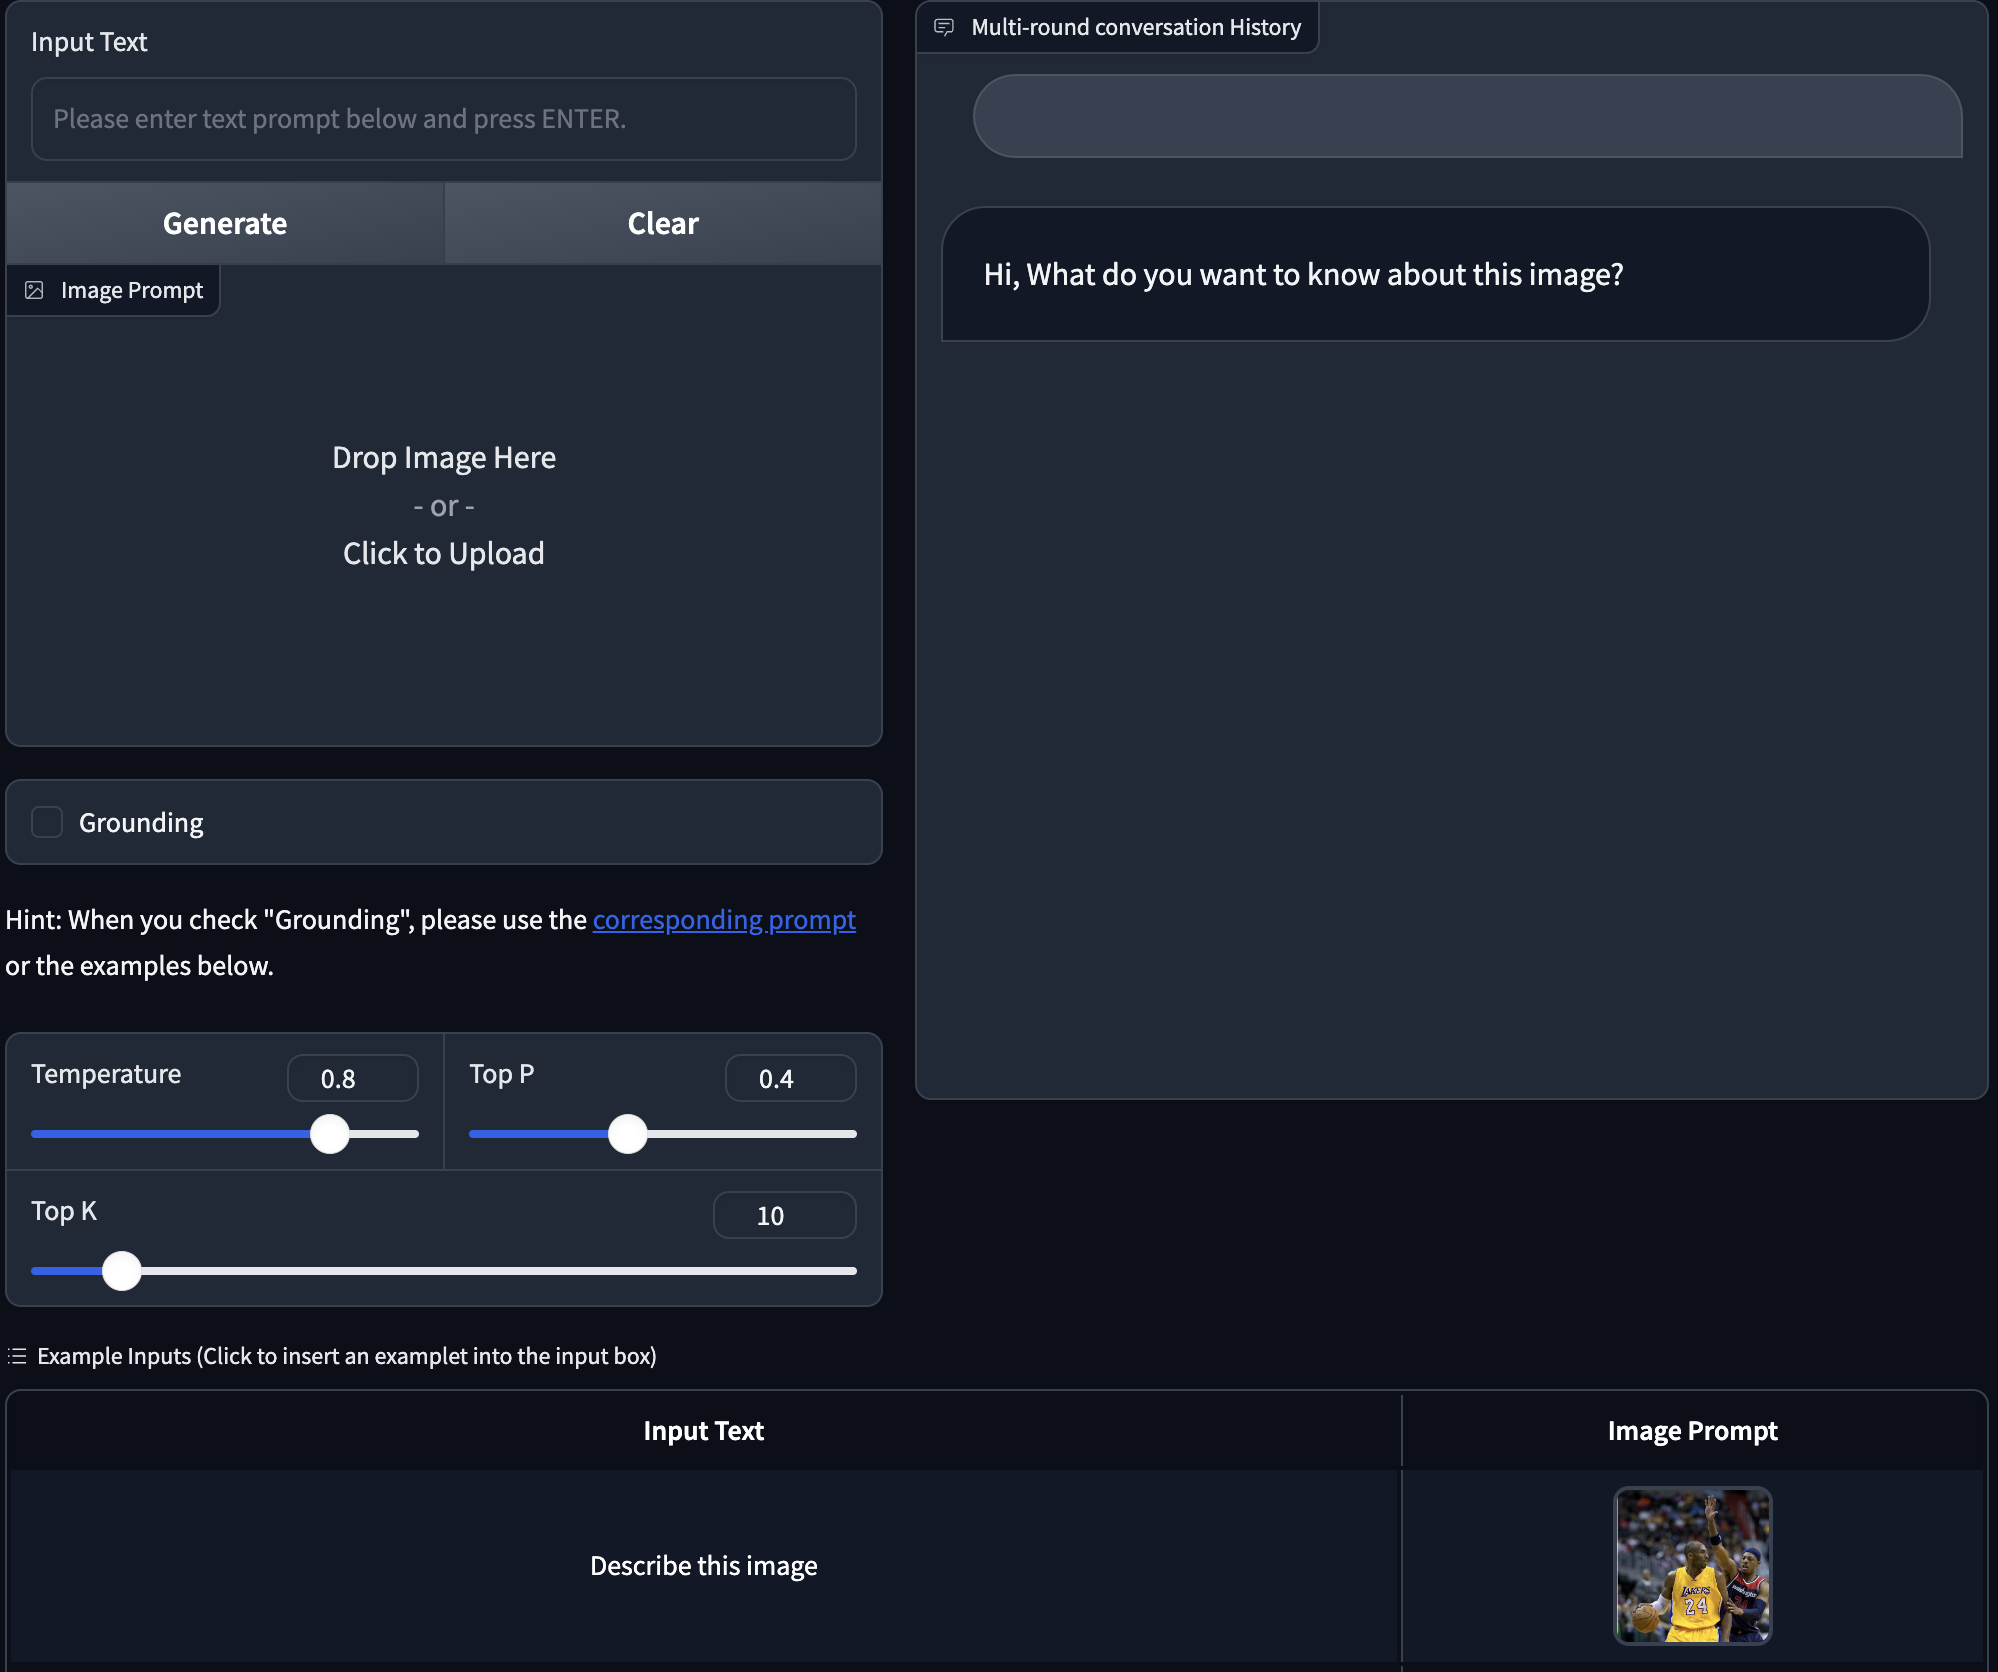 Input Text
Please enter text prompt below and press ENTER.
Generate
Clear
Image Prompt
Drop Image Here
- or -
Click to Upload
Grounding
Hint: When you check "Grounding", please use the corresponding prompt
or the examples below.
Temperature
0.8
Top P
0.4
Top K
10
Multi-round conversation History
Hi, What do you want to know about this image?
Example Inputs (Click to insert an examplet into the input box)
Input Text
Image Prompt
Describe this image
LAKERS
24